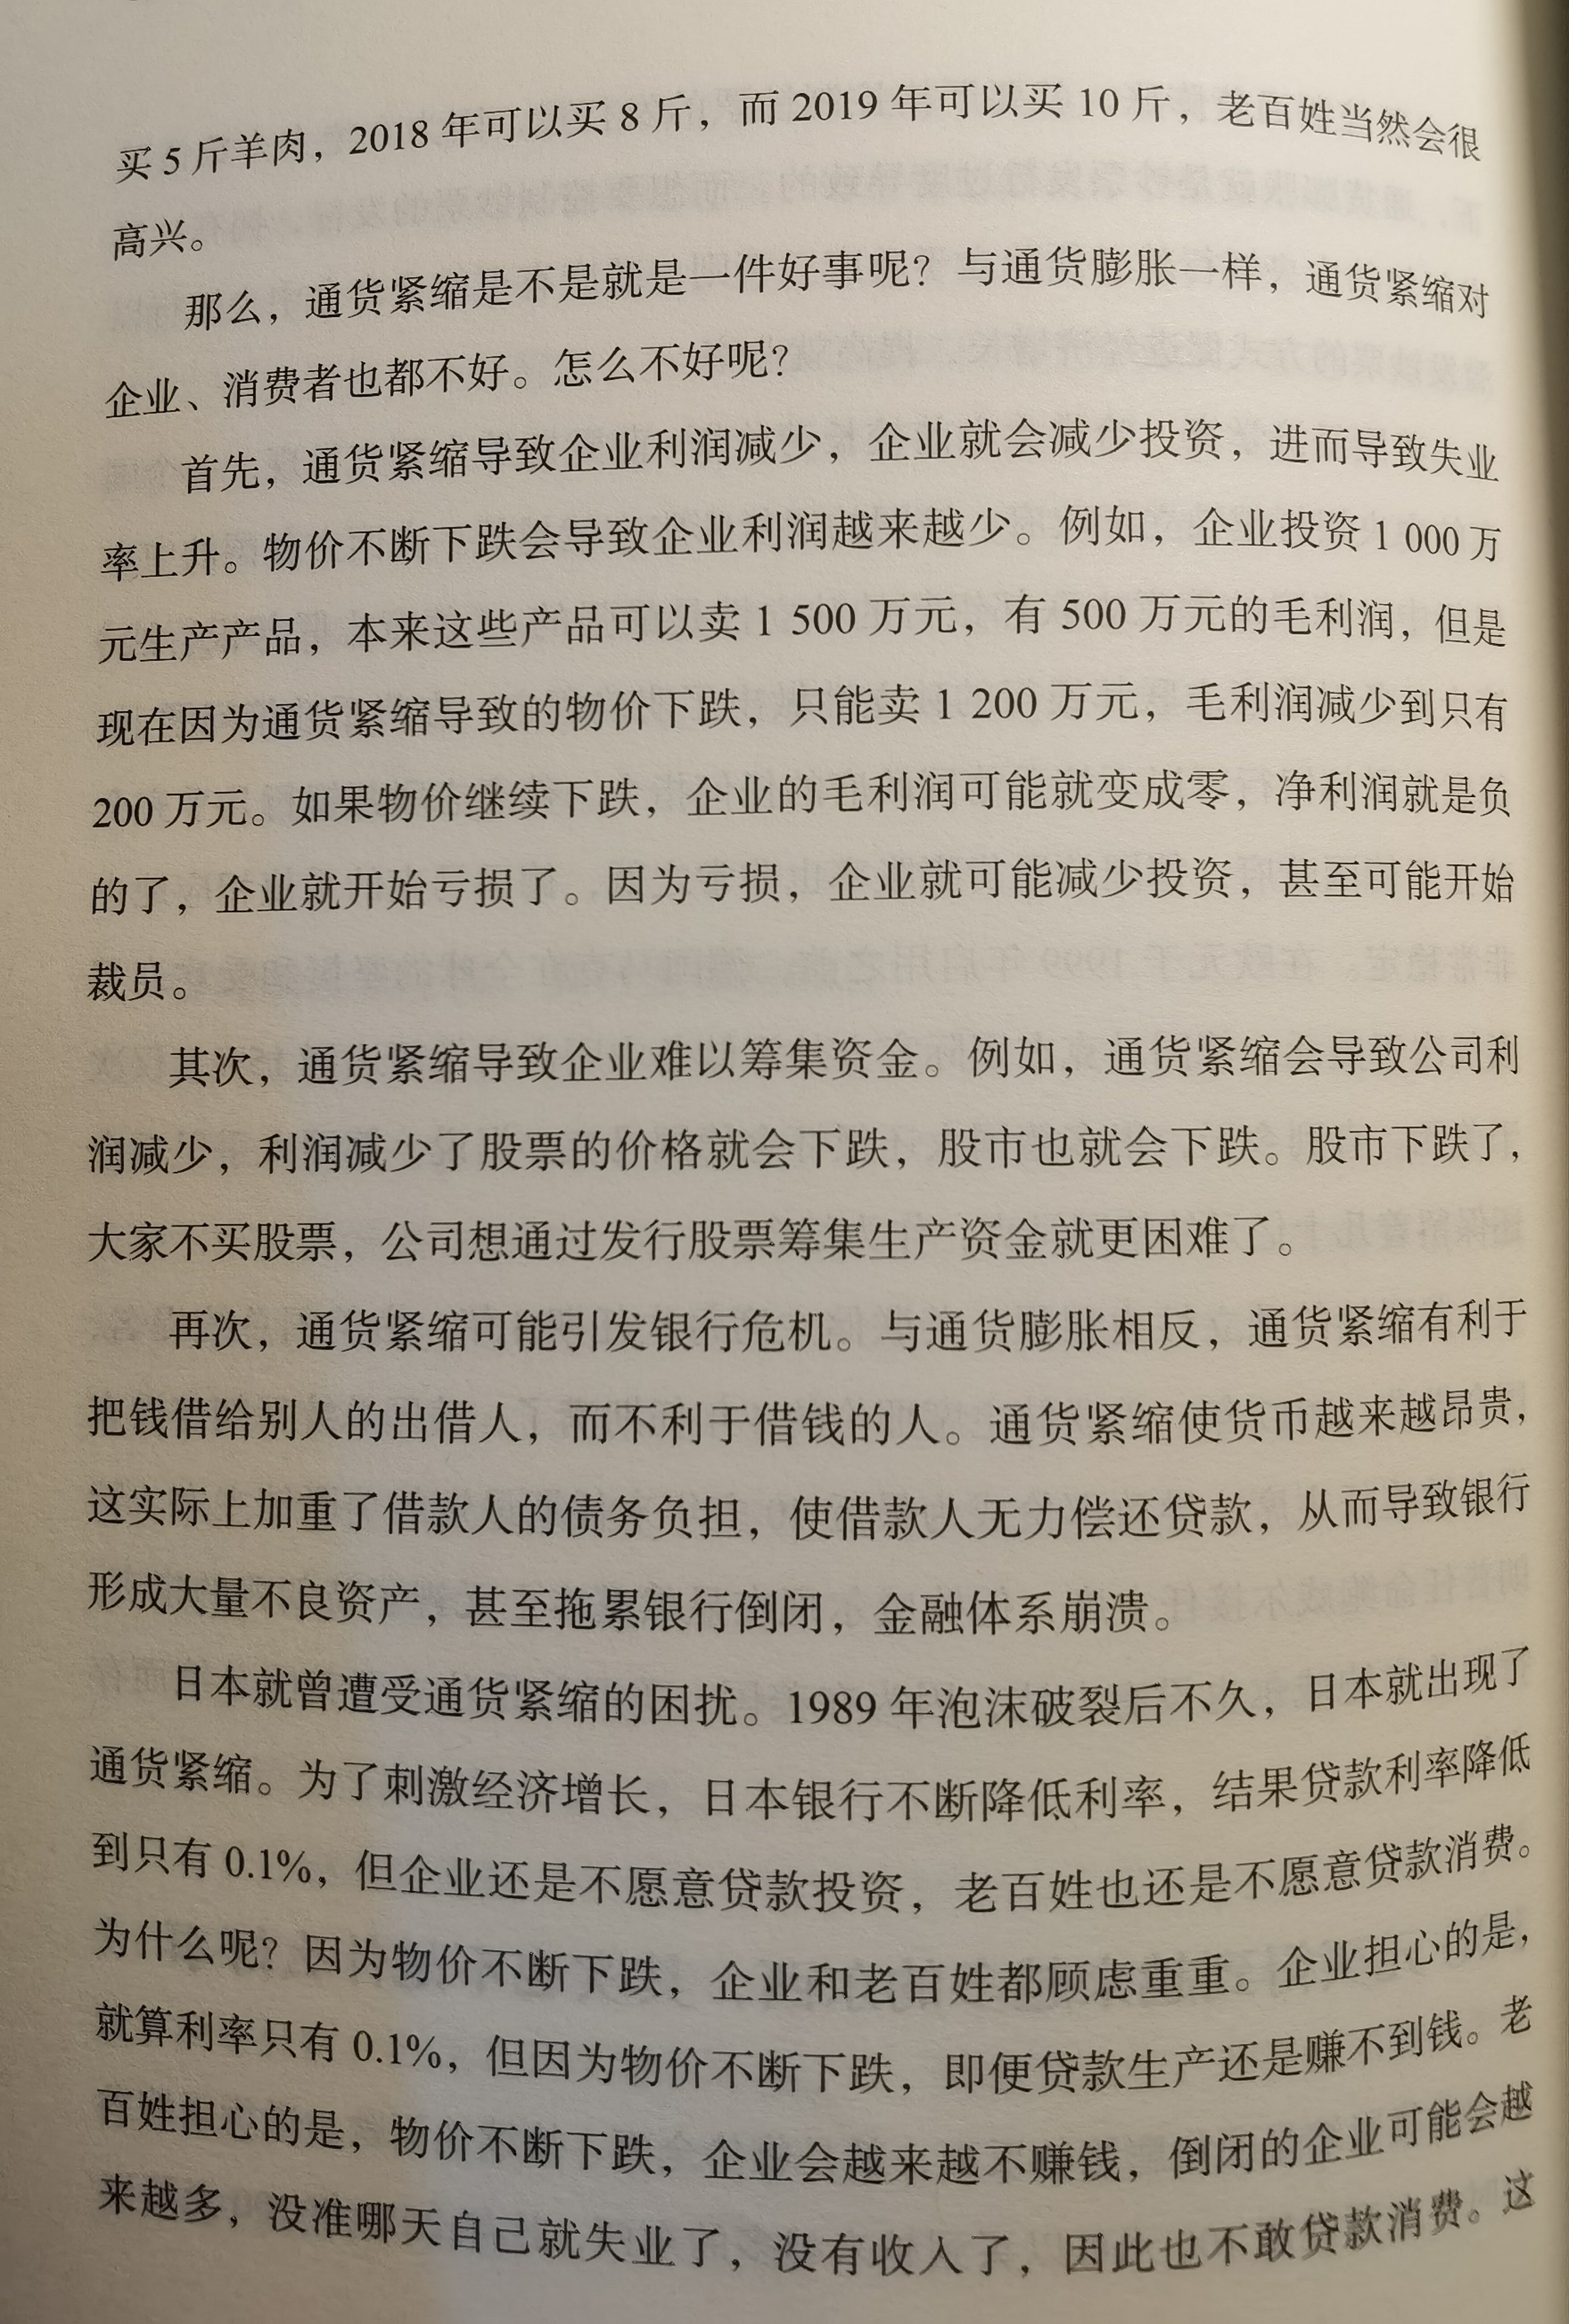 买 5 斤羊肉，2018 年可以买 8 斤，而 2019 年可以买 10 斤，老百姓当然会很
高兴。
那么，通货紧缩是不是就是一件好事呢？与通货膨胀一样，通货紧缩对
企业、消费者也都不好。怎么不好呢？
首先，通货紧缩导致企业利润减少，企业就会减少投资，进而导致失业
率上升。物价不断下跌会导致企业利润越来越少。例如，企业投资 1 000 万
元生产产品，本来这些产品可以卖 1 500 万元，有 500 万元的毛利润，但是
现在因为通货紧缩导致的物价下跌，只能卖 1 200 万元，毛利润减少到只有
200 万元。如果物价继续下跌，企业的毛利润可能就变成零，净利润就是负
的了，企业就开始亏损了。因为亏损，企业就可能减少投资，甚至可能开始
裁员。
其次，通货紧缩导致企业难以筹集资金。例如，通货紧缩会导致公司利
润减少，利润减少了股票的价格就会下跌，股市也就会下跌。股市下跌了，
大家不买股票，公司想通过发行股票筹集生产资金就更困难了。
再次，通货紧缩可能引发银行危机。与通货膨胀相反，通货紧缩有利于
把钱借给别人的出借人，而不利于借钱的人。通货紧缩使货币越来越昂贵，
这实际上加重了借款人的债务负担，使借款人无力偿还贷款，从而导致银行
形成大量不良资产，甚至拖累银行倒闭，金融体系崩溃。
日本就曾遭受通货紧缩的困扰。1989 年泡沫破裂后不久，日本就出现了
通货紧缩。为了刺激经济增长，日本银行不断降低利率，结果贷款利率降低
到只有 0.1%，但企业还是不愿意贷款投资，老百姓也还是不愿意贷款消费。
为什么呢？因为物价不断下跌，企业和老百姓都顾虑重重。企业担心的是，
就算利率只有 0.1%，但因为物价不断下跌，即便贷款生产还是赚不到钱。老
百姓担心的是，物价不断下跌，企业会越来越不赚钱，倒闭的企业可能会越
来越多，没准哪天自己就失业了，没有收入了，因此也不敢贷款消费。这